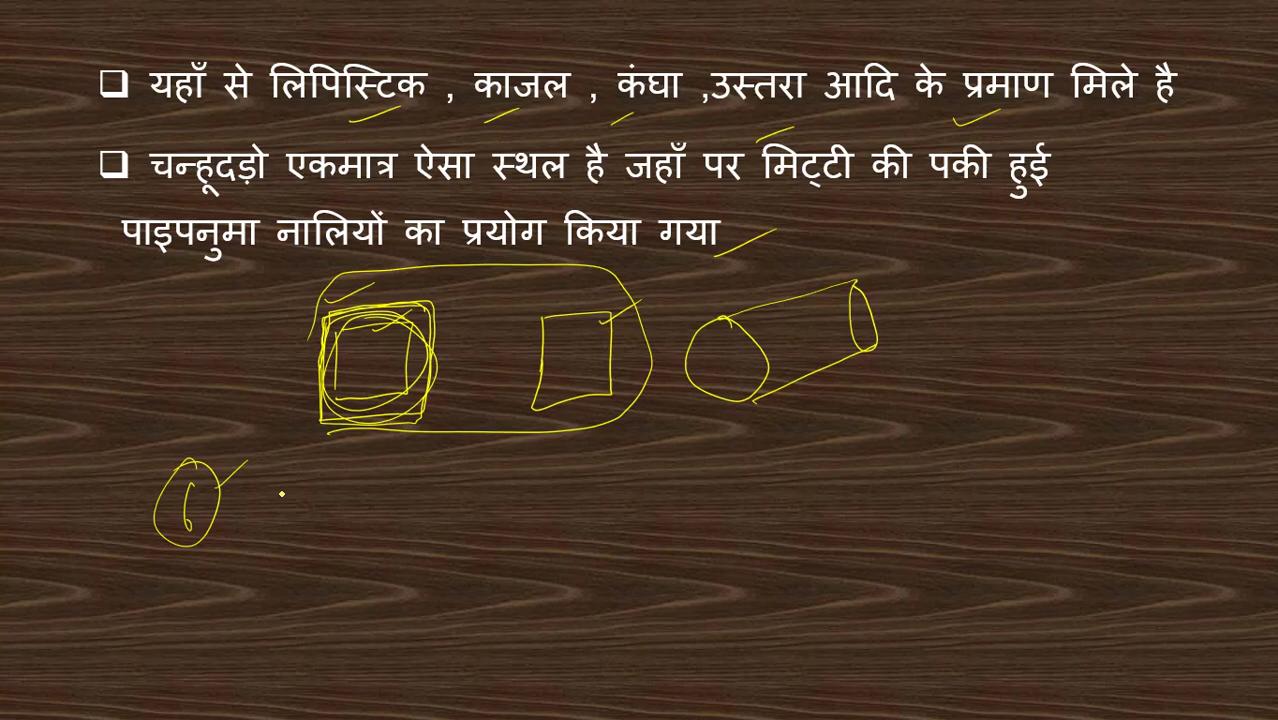 ❑ यहाँ से लिपिस्टिक , काजल , कंघा ,उस्तरा आदि के प्रमाण मिले है
❑ चन्हूदड़ो एकमात्र ऐसा स्थल है जहाँ पर मिट्टी की पकी हुई
पाइपनुमा नालियों का प्रयोग किया गया